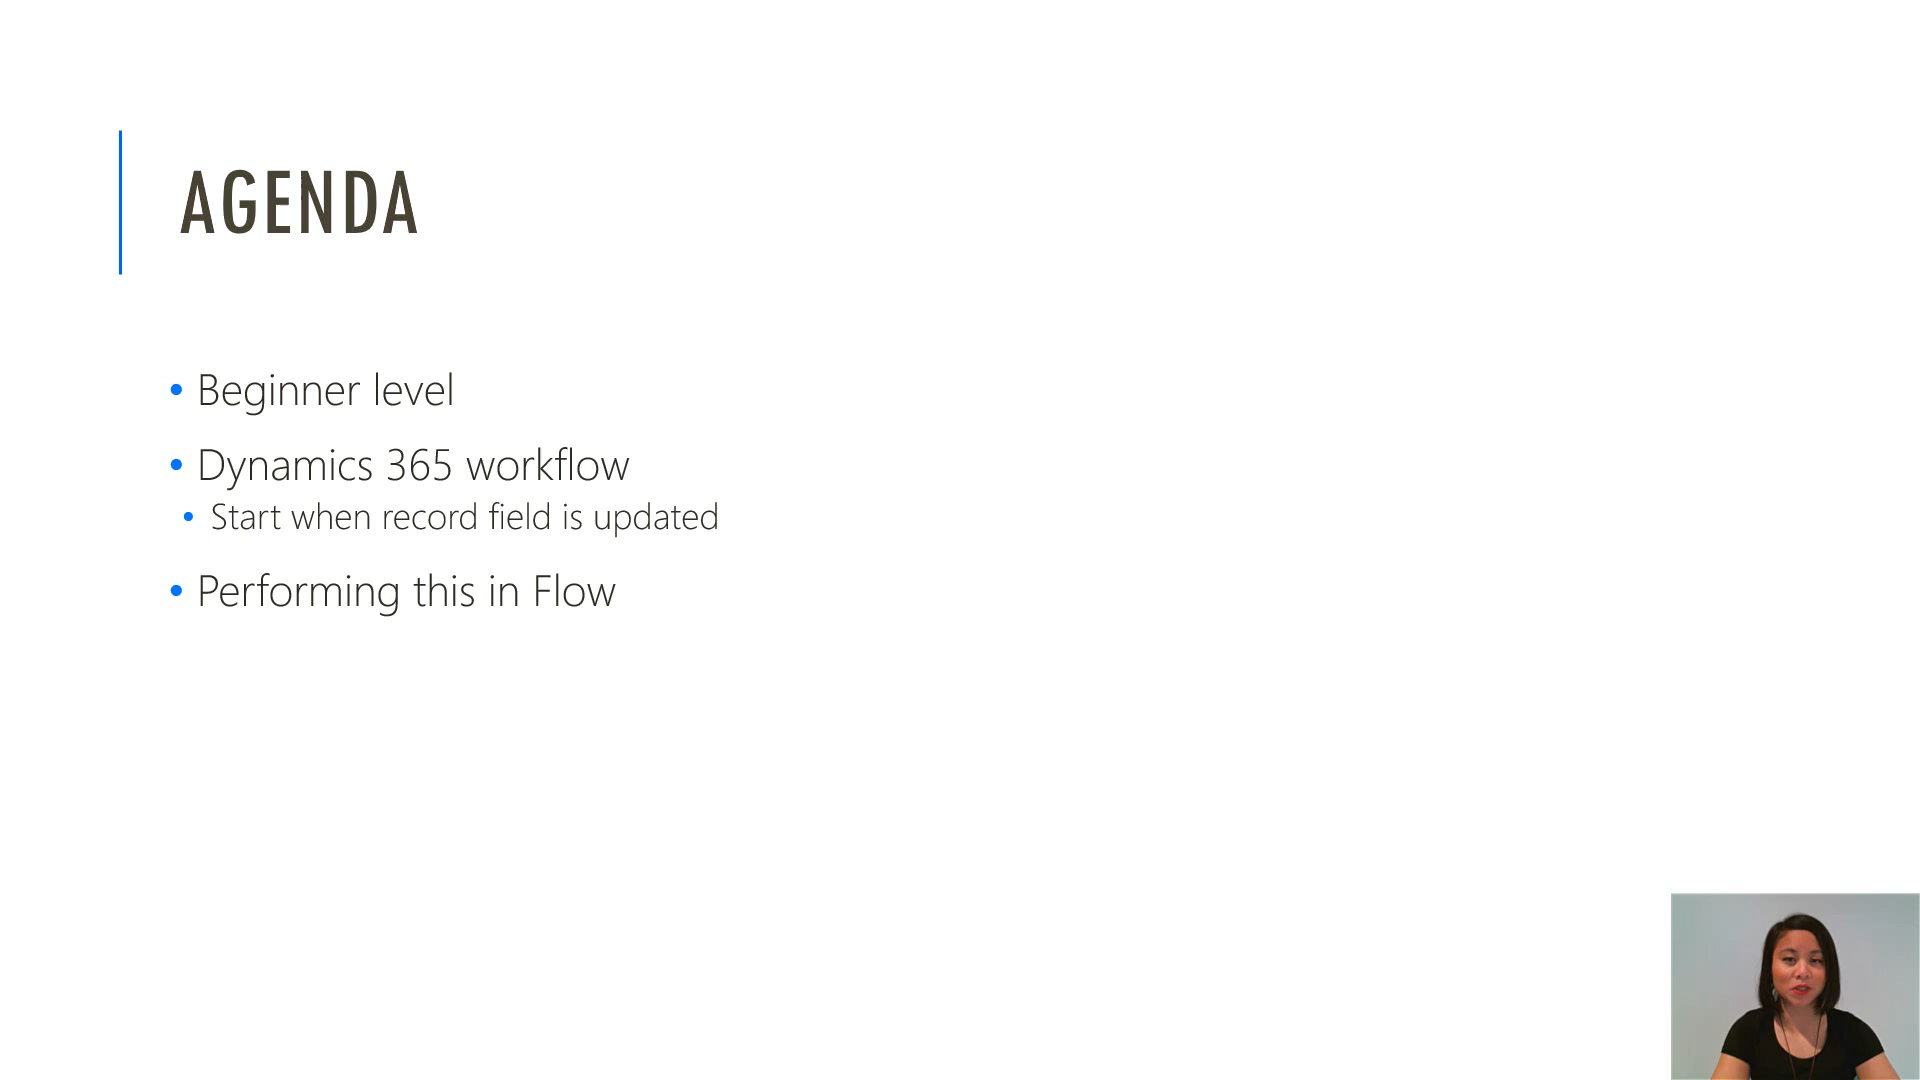 AGENDA
• Beginner level
• Dynamics 365 workflow
• Start when record field is updated
• Performing this in Flow